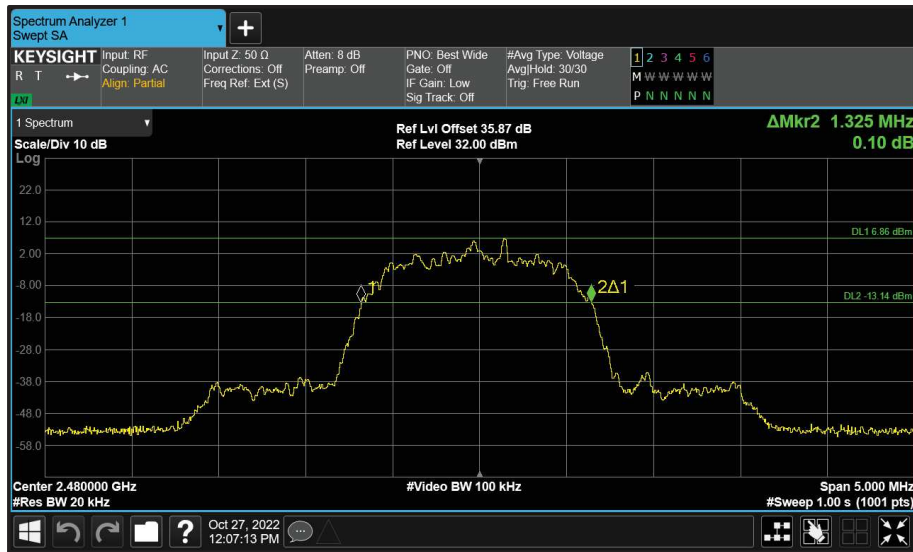 Spectrum Analyzer 1
Swept SA
+
KEYSIGHT
R T
LXI
Input: RF
Coupling: AC
Align: Partial
Input Z: 50 Ω
Corrections: Off
Freq Ref: Ext (S)
Atten: 8 dB
Preamp: Off
PNO: Best Wide
Gate: Off
IF Gain: Low
Sig Track: Off
#Avg Type: Voltage
Avg|Hold: 30/30
Trig: Free Run
1 2 3 4 5 6
M W W W W W
P N N N N N
1 Spectrum
Scale/Div 10 dB
Ref Lvl Offset 35.87 dB
Ref Level 32.00 dBm
ΔMkr2 1.325 MHz
0.10 dB
Log
22.0
12.0
2.00
-8.00
-18.0
-28.0
-38.0
-48.0
-58.0
DL1 6.86 dBm
1
2Δ1
DL2 -13.14 dBm
Center 2.480000 GHz
#Res BW 20 kHz
#Video BW 100 kHz
Span 5.000 MHz
#Sweep 1.00 s (1001 pts)
?
Oct 27, 2022
12:07:13 PM